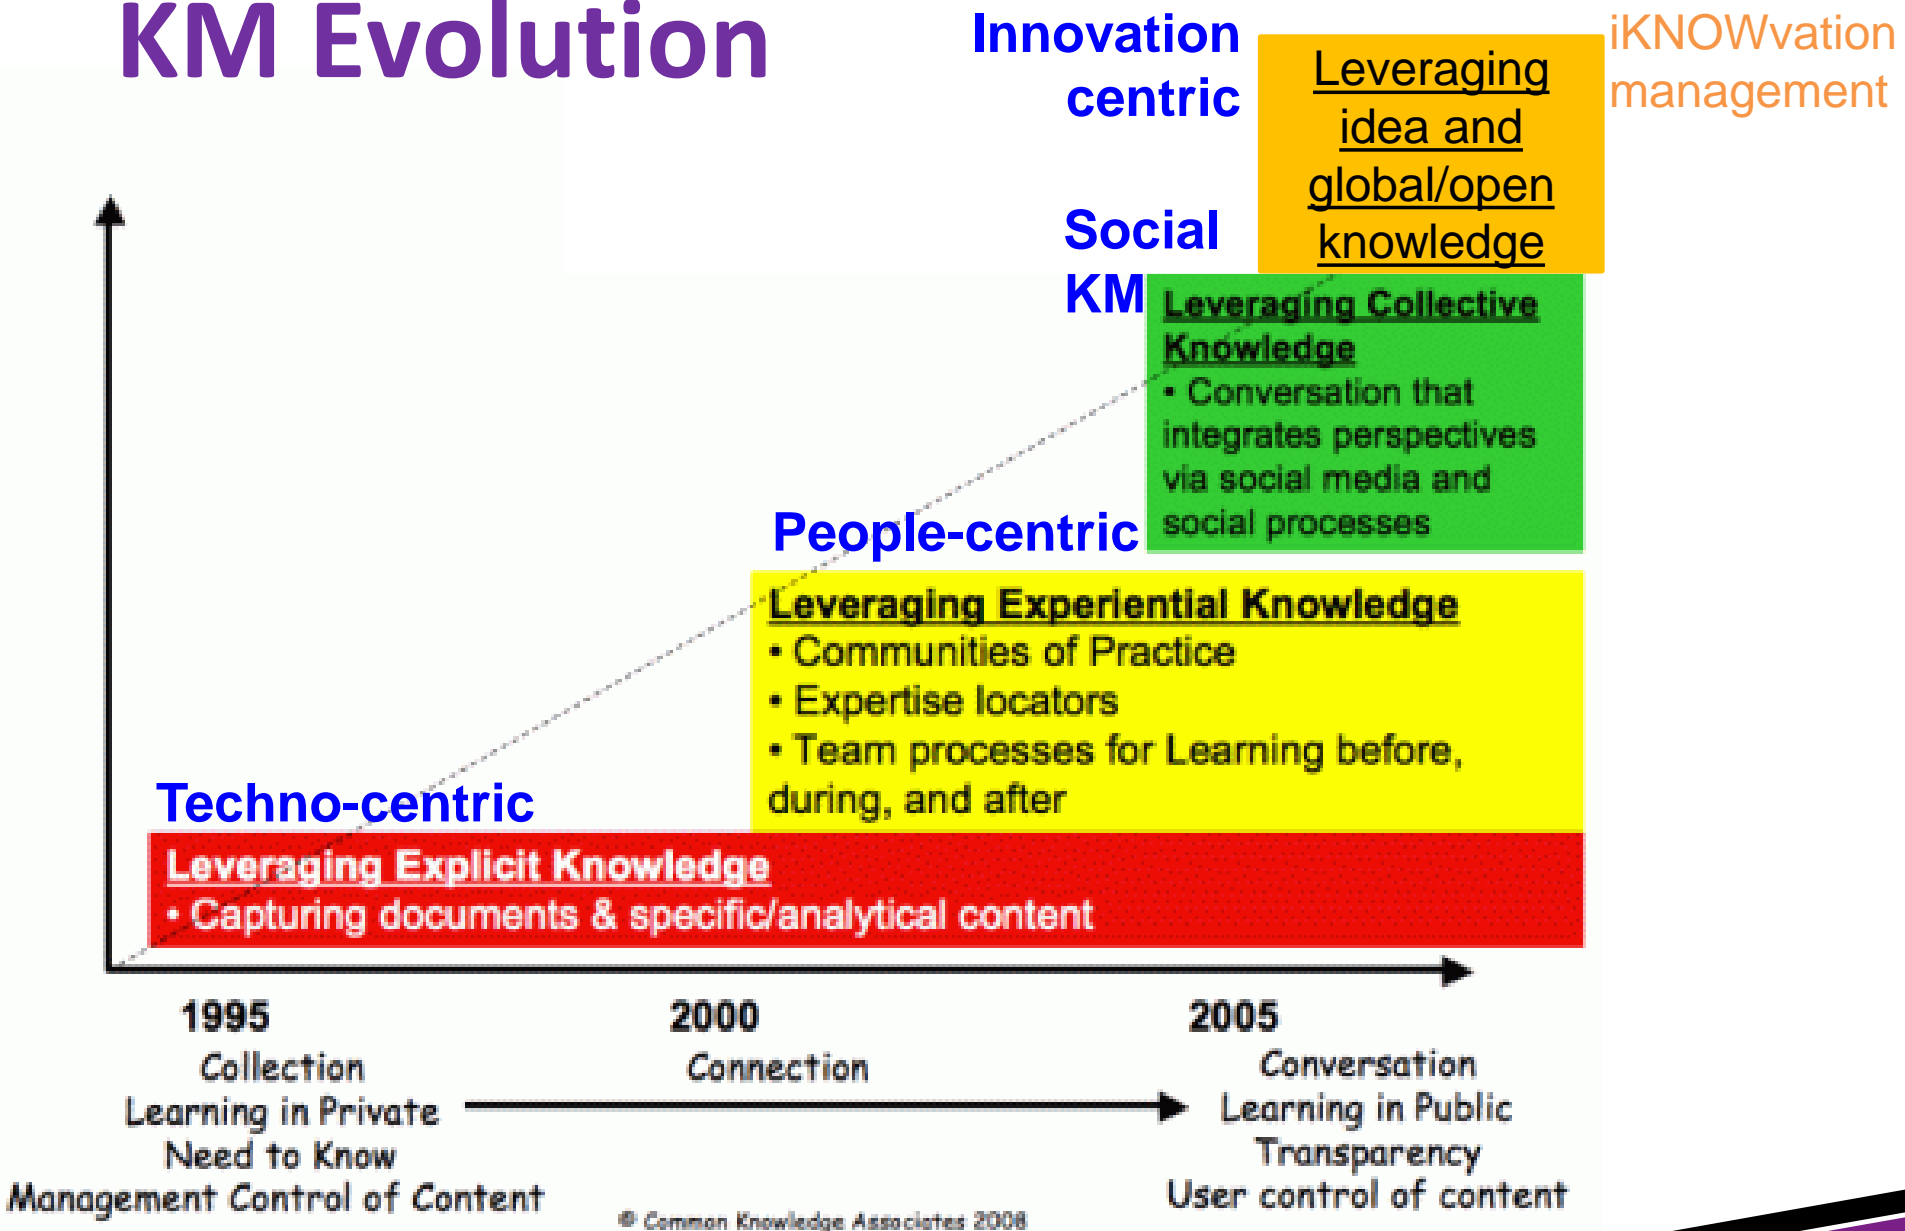 KM Evolution
Innovation
centric
Leveraging
idea and
global/open
knowledge
iKNOWvation
management
Social
KM
Leveraging Collective
Knowledge
• Conversation that
integrates perspectives
via social media and
social processes
People-centric
Leveraging Experiential Knowledge
• Communities of Practice
• Expertise locators
• Team processes for Learning before,
during, and after
Techno-centric
Leveraging Explicit Knowledge
• Capturing documents & specific/analytical content
1995
2000
2005
Collection
Learning in Private
Need to Know
Management Control of Content
Connection
Conversation
Learning in Public
Transparency
User control of content
© Common Knowledge Associates 2008